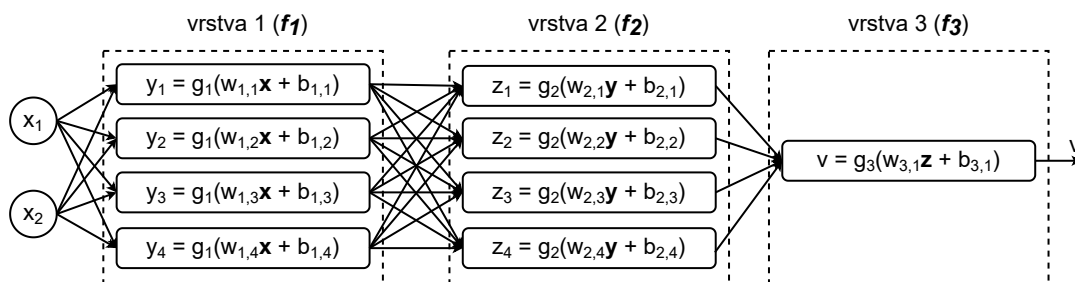 vrstva 1 (f₁) vrstva 2 (f₂) vrstva 3 (f₃)
x₁
x₂
y₁ = g₁(w₁,₁x + b₁,₁)
y₂ = g₁(w₁,₂x + b₁,₂)
y₃ = g₁(w₁,₃x + b₁,₃)
y₄ = g₁(w₁,₄x + b₁,₄)
z₁ = g₂(w₂,₁y + b₂,₁)
z₂ = g₂(w₂,₂y + b₂,₂)
z₃ = g₂(w₂,₃y + b₂,₃)
z₄ = g₂(w₂,₄y + b₂,₄)
v = g₃(w₃,₁z + b₃,₁)
v